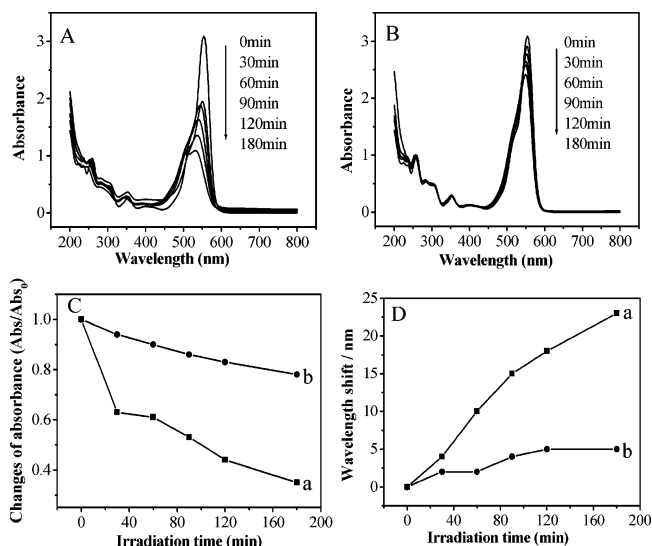 A
0min
30min
60min
90min
120min
180min
Absorbance
3
2
1
0
200 300 400 500 600 700 800
Wavelength (nm)
B
0min
30min
60min
90min
120min
180min
Absorbance
3
2
1
0
200 300 400 500 600 700 800
Wavelength (nm)
C
Changes of absorbance (Abs/Abs0)
1.0
0.8
0.6
0.4
b
a
0 40 80 120 160 200
Irradiation time (min)
D
Wavelength shift / nm
25
20
15
10
5
0
a
b
0 40 80 120 160 200
Irradiation time (min)